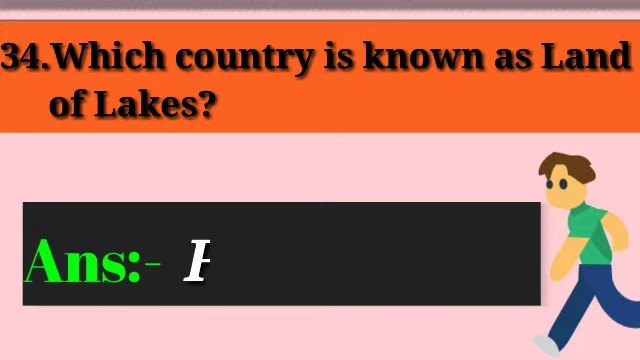 34.Which country is known as Land
of Lakes?
Ans:-